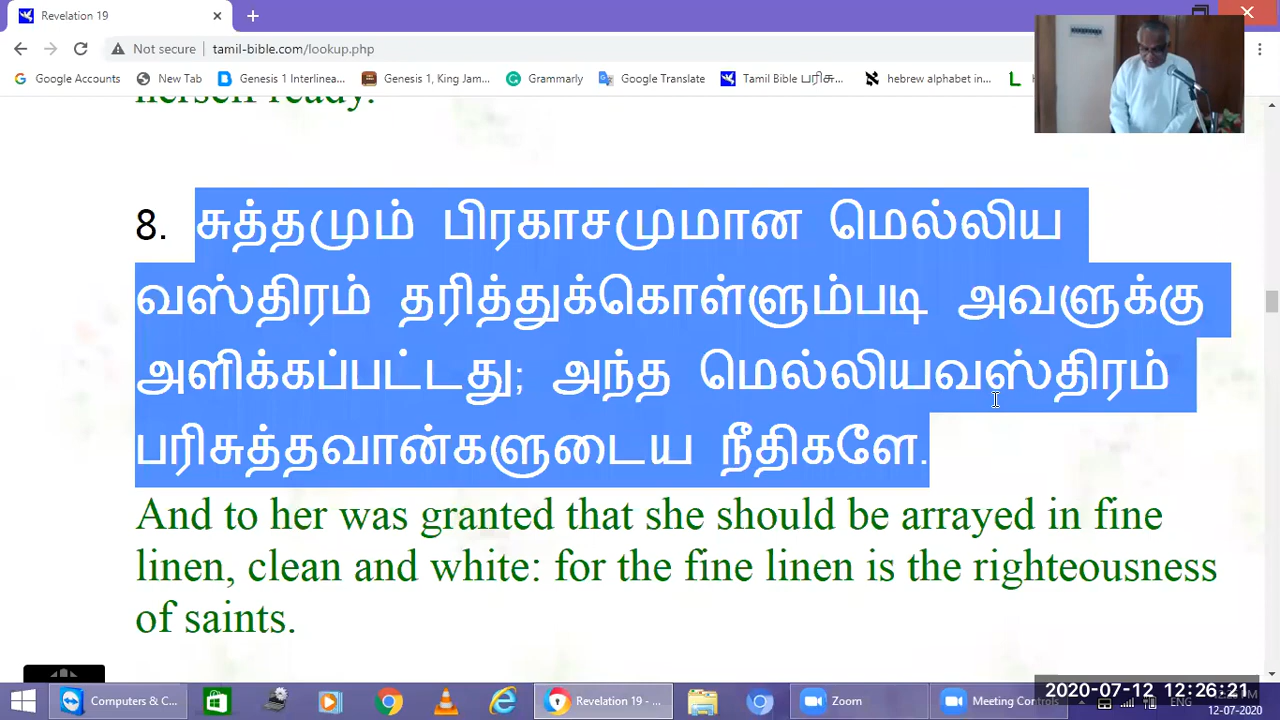 Revelation 19
Not secure | tamil-bible.com/lookup.php
Google Accounts New Tab Genesis 1 Interlinea... Genesis 1, King Jam... Grammarly Google Translate Tamil Bible பரிசு... hebrew alphabet in...
herself ready.
8. சுத்தமும் பிரகாசமுமான மெல்லிய
வஸ்திரம் தரித்துக்கொள்ளும்படி அவளுக்கு
அளிக்கப்பட்டது; அந்த மெல்லியவஸ்திரம்
பரிசுத்தவான்களுடைய நீதிகளே.
And to her was granted that she should be arrayed in fine
linen, clean and white: for the fine linen is the righteousness
of saints.
Computers & C... Revelation 19 - ... Zoom Meeting Controls ENG
2020-07-12 12:26:21
12-07-2020